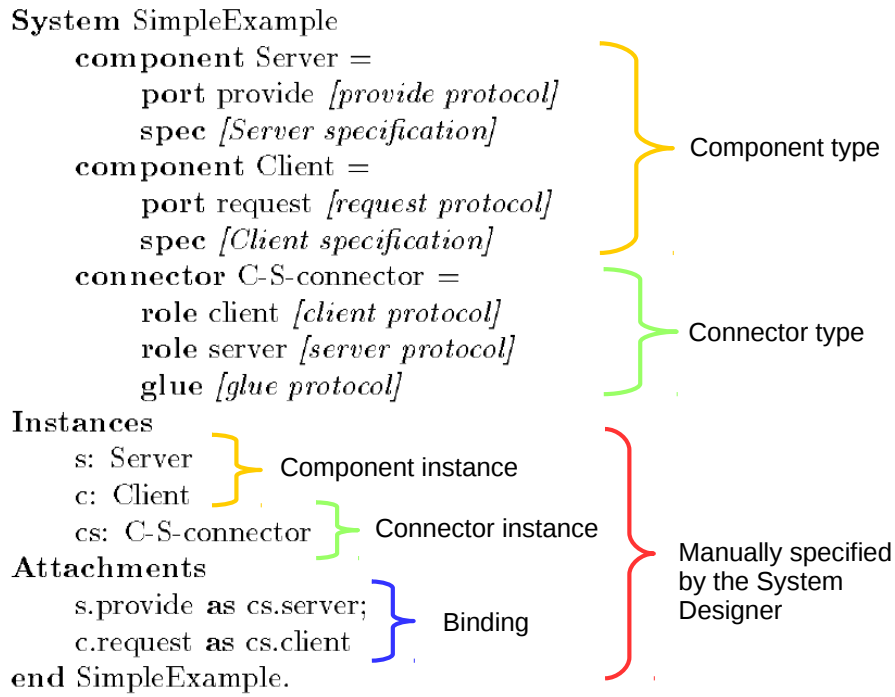 System SimpleExample
component Server =
port provide [provide protocol]
spec [Server specification]
component Client =
port request [request protocol]
spec [Client specification]
Component type
connector C-S-connector =
role client [client protocol]
role server [server protocol]
glue [glue protocol]
Connector type
Instances
s: Server
c: Client
Component instance
cs: C-S-connector
Connector instance
Attachments
s.provide as cs.server;
c.request as cs.client
Binding
end SimpleExample.
Manually specified
by the System
Designer